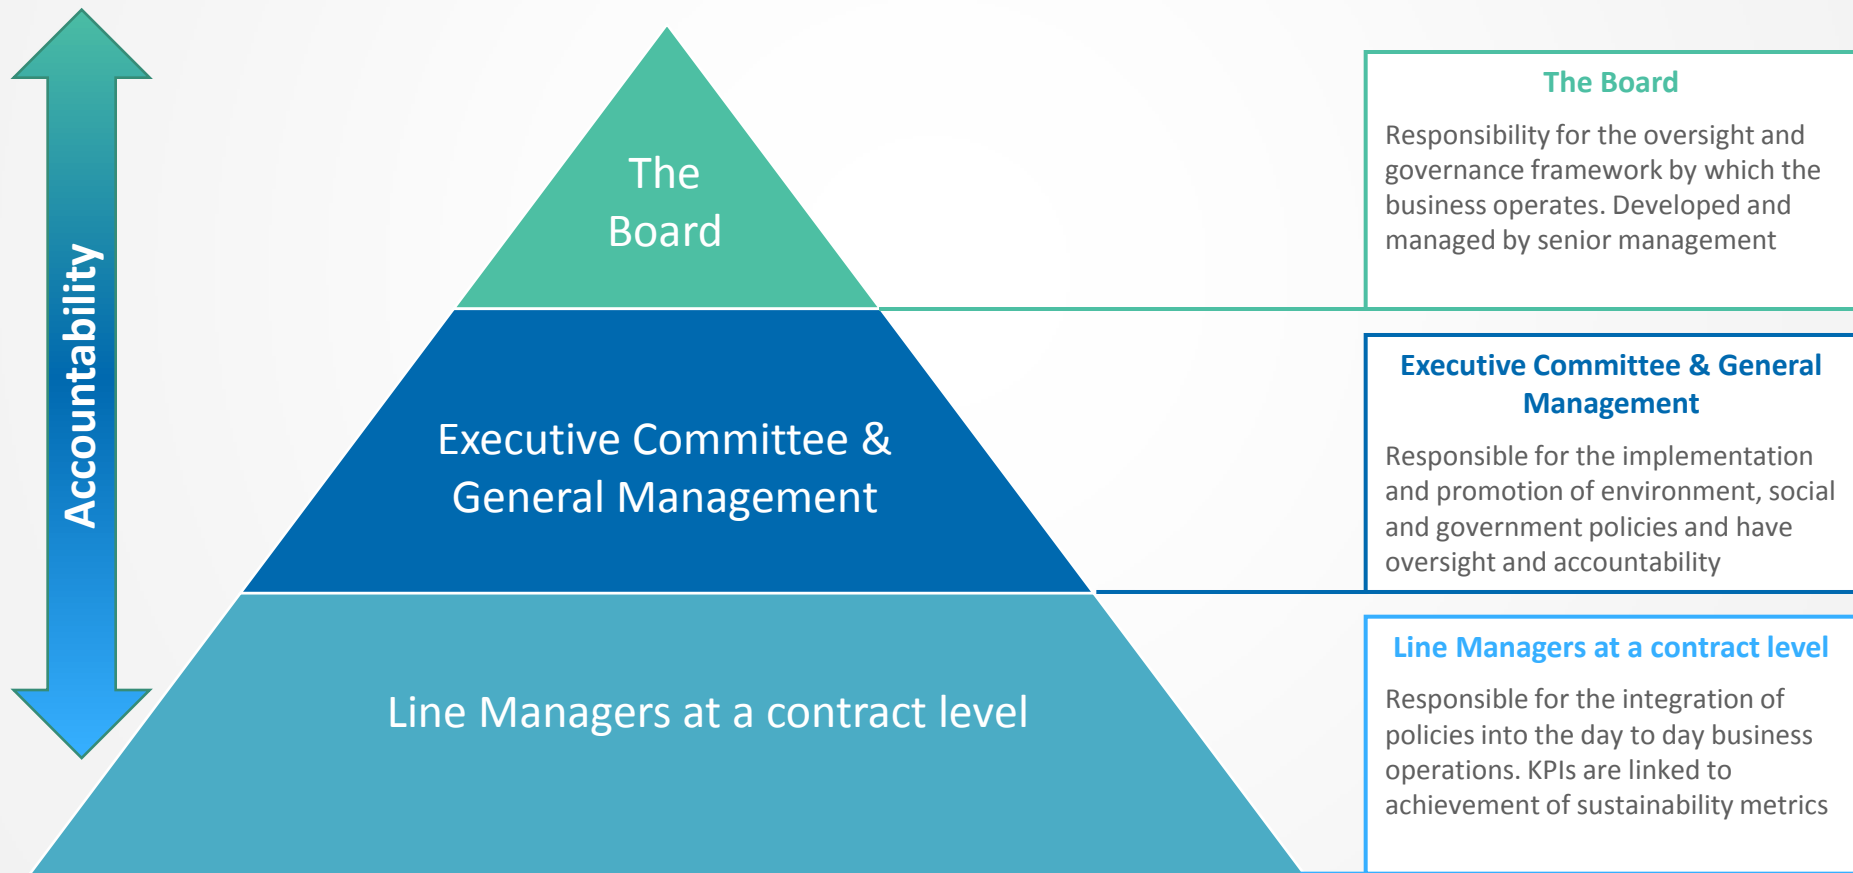 Accountability
The
Board
Executive Committee &
General Management
Line Managers at a contract level
The Board
Responsibility for the oversight and
governance framework by which the
business operates. Developed and
managed by senior management
Executive Committee & General
Management
Responsible for the implementation
and promotion of environment, social
and government policies and have
oversight and accountability
Line Managers at a contract level
Responsible for the integration of
policies into the day to day business
operations. KPIs are linked to
achievement of sustainability metrics